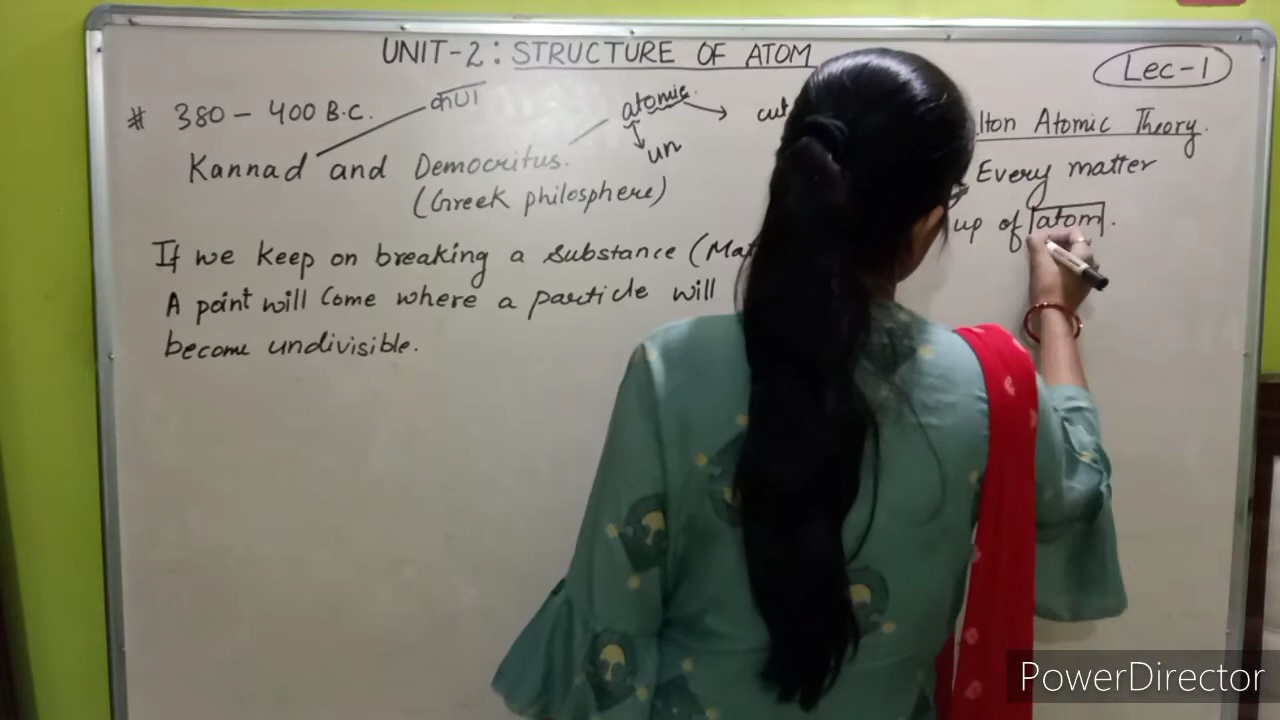 UNIT-2: STRUCTURE OF ATOM
Lec-1
# 380 - 400 B.C.
कण
Kannad and Democritus.
(Greek philosphere)
atomic
un
cut
If we keep on breaking a substance
A point will Come where a particle will
become undivisible.
Atomic Theory.
Every matter
up of atom.
PowerDirector